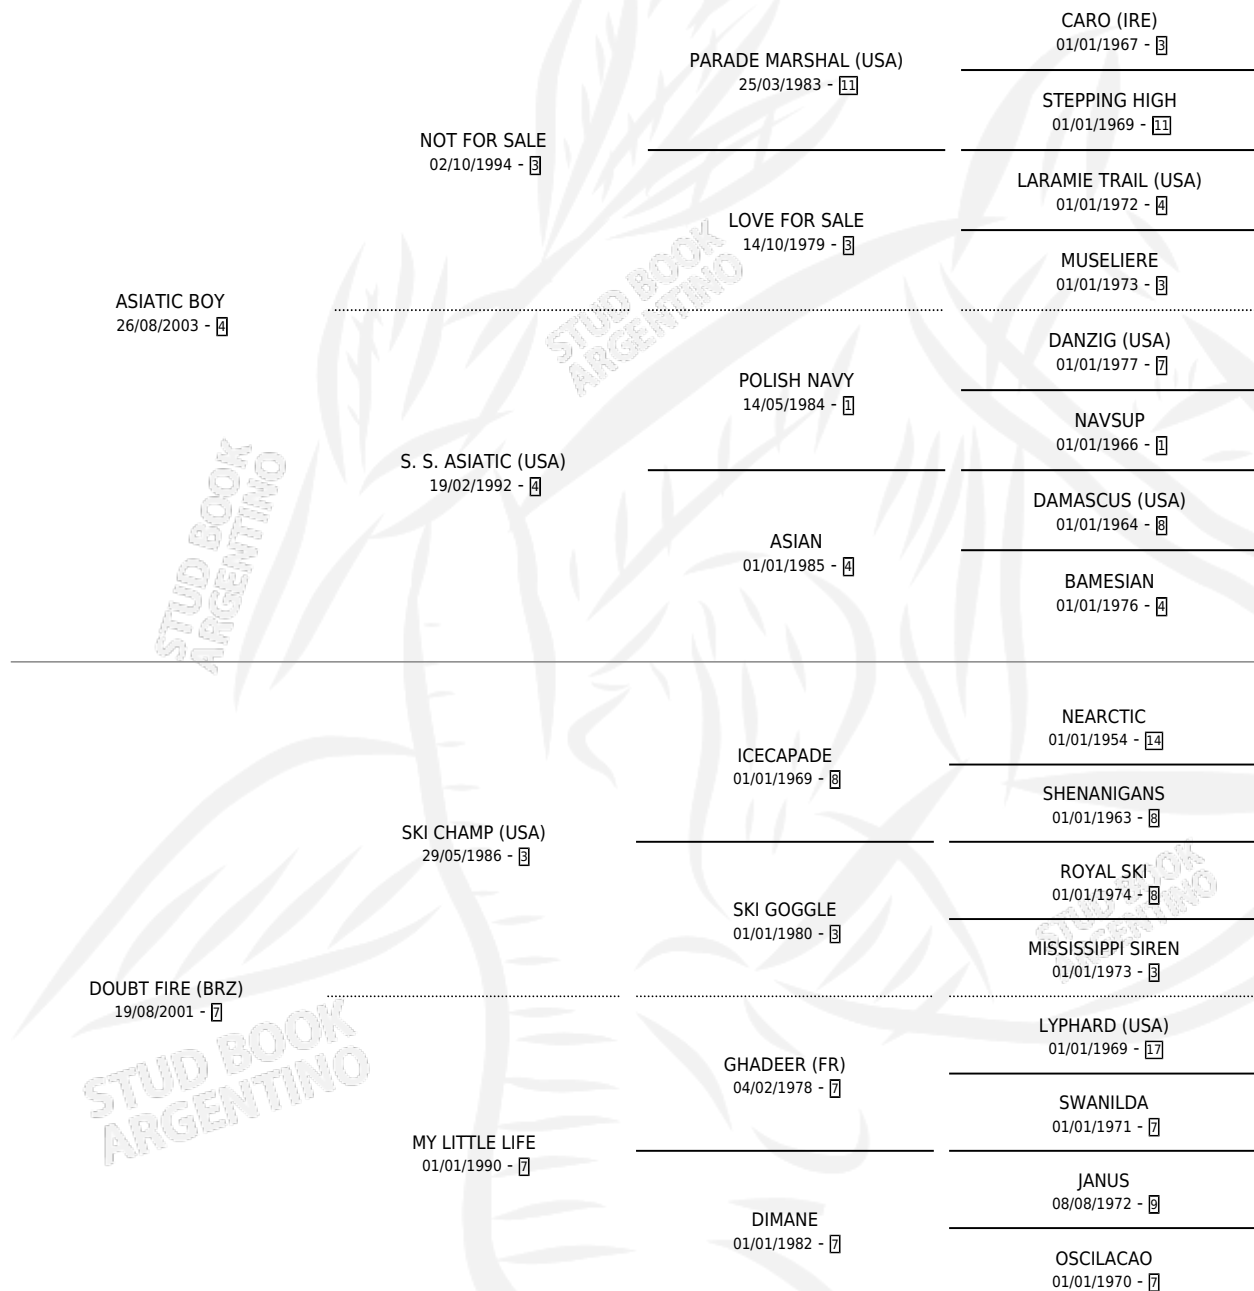 CARO (IRE)
01/01/1967 - 3
PARADE MARSHAL (USA)
25/03/1983 - 11
STEPPING HIGH
01/01/1969 - 11
NOT FOR SALE
02/10/1994 - 3
LARAMIE TRAIL (USA)
01/01/1972 - 4
LOVE FOR SALE
14/10/1979 - 3
MUSELIERE
01/01/1973 - 3
ASIATIC BOY
26/08/2003 - 4
STUD BOOK
ARGENTINO
DANZIG (USA)
01/01/1977 - 7
POLISH NAVY
14/05/1984 - 1
NAVSUP
01/01/1966 - 1
S. S. ASIATIC (USA)
19/02/1992 - 4
DAMASCUS (USA)
01/01/1964 - 8
ASIAN
01/01/1985 - 4
BAMESIAN
01/01/1976 - 4
STUD BOOK
ARGENTINO
NEARCTIC
01/01/1954 - 14
ICECAPADE
01/01/1969 - 8
SHENANIGANS
01/01/1963 - 8
SKI CHAMP (USA)
29/05/1986 - 3
ROYAL SKI
01/01/1974 - 8
SKI GOGGLE
01/01/1980 - 3
MISSISSIPPI SIREN
01/01/1973 - 3
STUD BOOK
ARGENTINO
DOUBT FIRE (BRZ)
19/08/2001 - 7
LYPHARD (USA)
01/01/1969 - 17
GHADEER (FR)
04/02/1978 - 7
SWANILDA
01/01/1971 - 7
STUD BOOK
ARGENTINO
MY LITTLE LIFE
01/01/1990 - 7
JANUS
08/08/1972 - 9
DIMANE
01/01/1982 - 7
OSCILACAO
01/01/1970 - 7